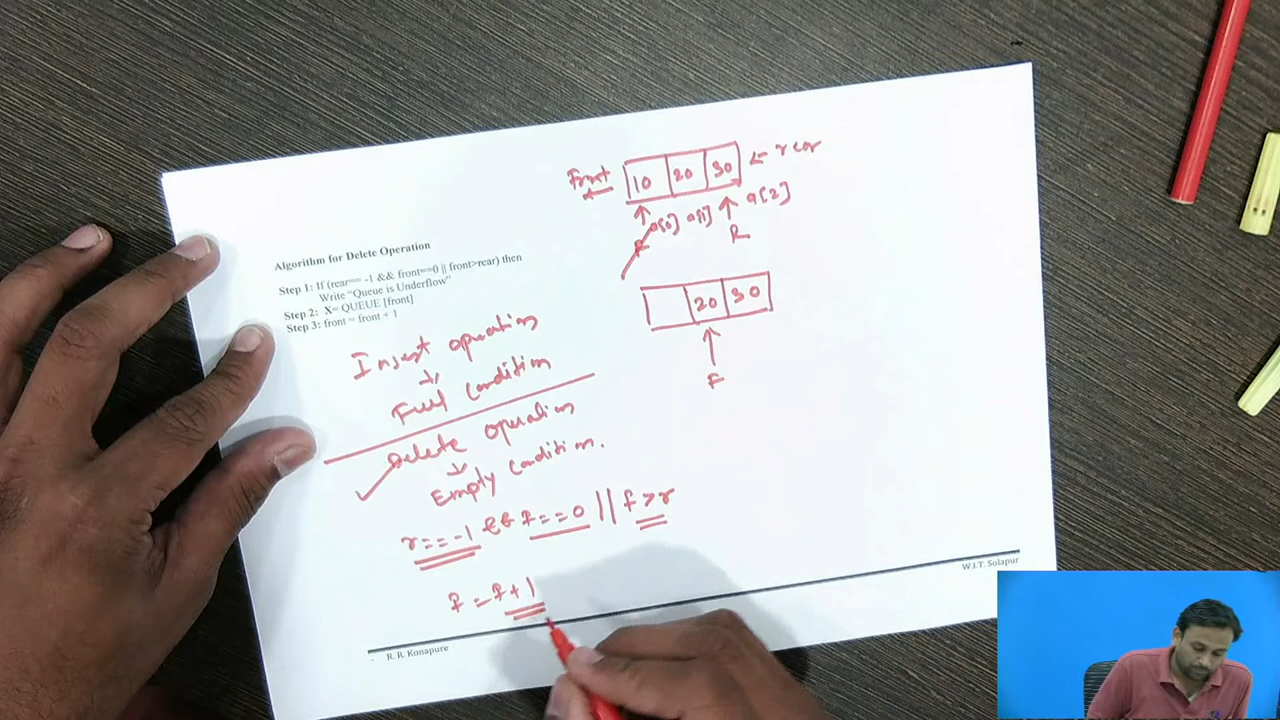 Front 10 20 30 ← rear
a[0] a[1] a[2]
R
20 30
F
Algorithm for Delete Operation
Step 1: If (rear== -1 && front==0 || front>rear) then
Write "Queue is Underflow"
Step 2: X= QUEUE [front]
Step 3: front = front + 1
Insert operation
Full Condition
Delete operation
Empty Condition.
r == -1 && f == 0 || f > r
f = f + 1
R. R. Konapure
W.I.T. Solapur